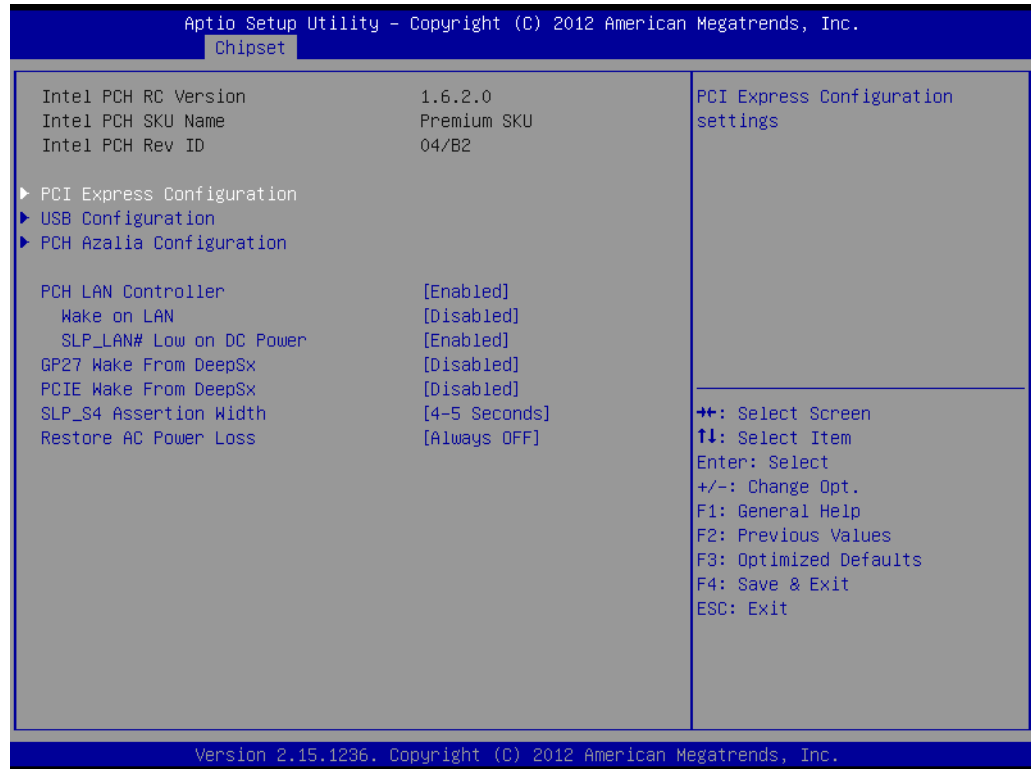 Aptio Setup Utility – Copyright (C) 2012 American Megatrends, Inc.
Chipset
Intel PCH RC Version 1.6.2.0
Intel PCH SKU Name Premium SKU
Intel PCH Rev ID 04/B2
▶ PCI Express Configuration
▶ USB Configuration
▶ PCH Azalia Configuration
PCH LAN Controller [Enabled]
Wake on LAN [Disabled]
SLP_LAN# Low on DC Power [Enabled]
GP27 Wake From DeepSx [Disabled]
PCIE Wake From DeepSx [Disabled]
SLP_S4 Assertion Width [4-5 Seconds]
Restore AC Power Loss [Always OFF]
PCI Express Configuration
settings
→←: Select Screen
↑↓: Select Item
Enter: Select
+/-: Change Opt.
F1: General Help
F2: Previous Values
F3: Optimized Defaults
F4: Save & Exit
ESC: Exit
Version 2.15.1236. Copyright (C) 2012 American Megatrends, Inc.